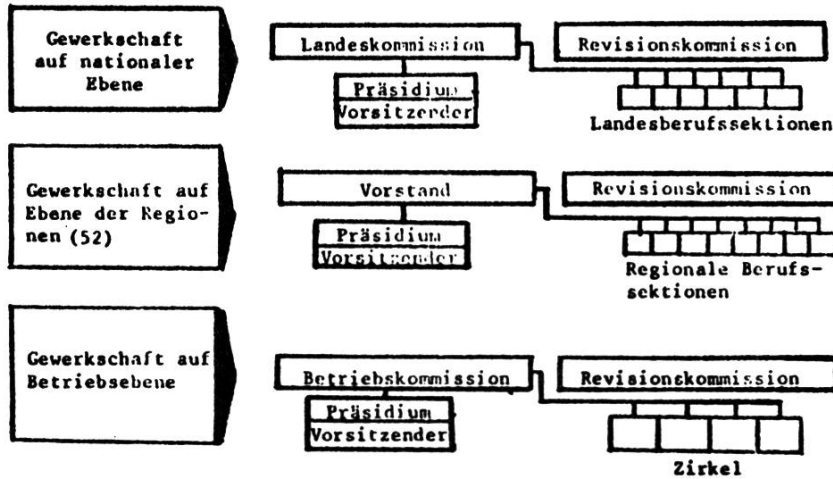 Gewerkschaft
auf nationaler
Ebene
Landeskommission
Revisionskommission
Präsidium
Vorsitzender
Landesberufssektionen
Gewerkschaft auf
Ebene der Regio-
nen (52)
Vorstand
Revisionskommission
Präsidium
Vorsitzender
Regionale Berufs-
sektionen
Gewerkschaft auf
Betriebsebene
Betriebskommission
Revisionskommission
Präsidium
Vorsitzender
Zirkel